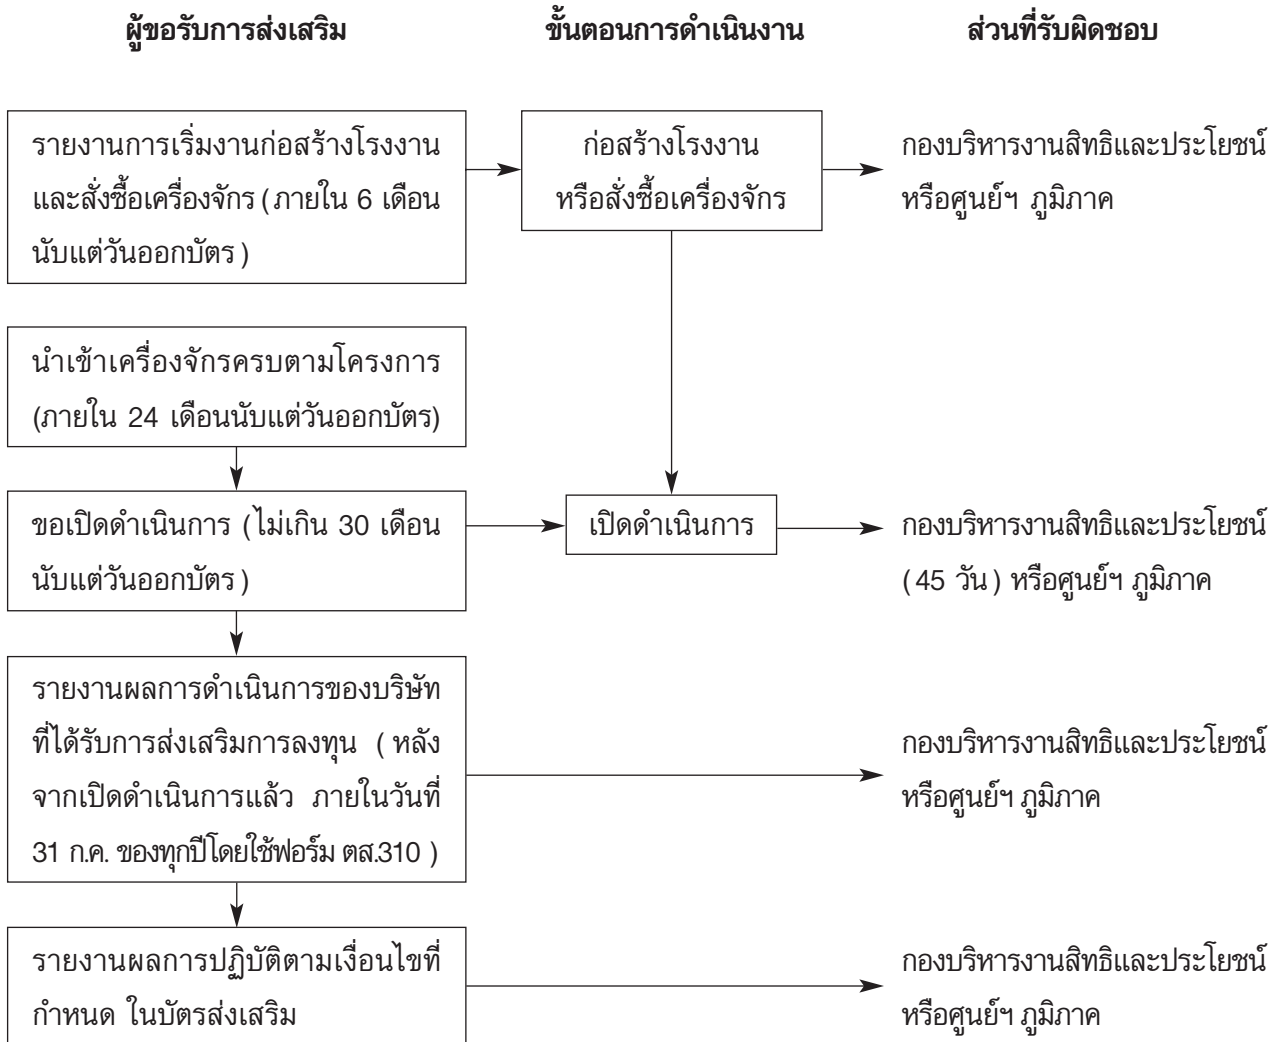 ผู้ขอรับการส่งเสริม
ขั้นตอนการดำเนินงาน
ส่วนที่รับผิดชอบ
รายงานการเริ่มงานก่อสร้างโรงงาน
และสั่งซื้อเครื่องจักร (ภายใน 6 เดือน
นับแต่วันออกบัตร)
ก่อสร้างโรงงาน
หรือสั่งซื้อเครื่องจักร
กองบริหารงานสิทธิและประโยชน์
หรือศูนย์ฯ ภูมิภาค
นำเข้าเครื่องจักรครบตามโครงการ
(ภายใน 24 เดือนนับแต่วันออกบัตร)
ขอเปิดดำเนินการ (ไม่เกิน 30 เดือน
นับแต่วันออกบัตร)
เปิดดำเนินการ
กองบริหารงานสิทธิและประโยชน์
(45 วัน) หรือศูนย์ฯ ภูมิภาค
รายงานผลการดำเนินการของบริษัท
ที่ได้รับการส่งเสริมการลงทุน (หลัง
จากเปิดดำเนินการแล้ว ภายในวันที่
31 ก.ค. ของทุกปีโดยใช้ฟอร์ม ตส.310 )
กองบริหารงานสิทธิและประโยชน์
หรือศูนย์ฯ ภูมิภาค
รายงานผลการปฏิบัติตามเงื่อนไขที่
กำหนด ในบัตรส่งเสริม
กองบริหารงานสิทธิและประโยชน์
หรือศูนย์ฯ ภูมิภาค